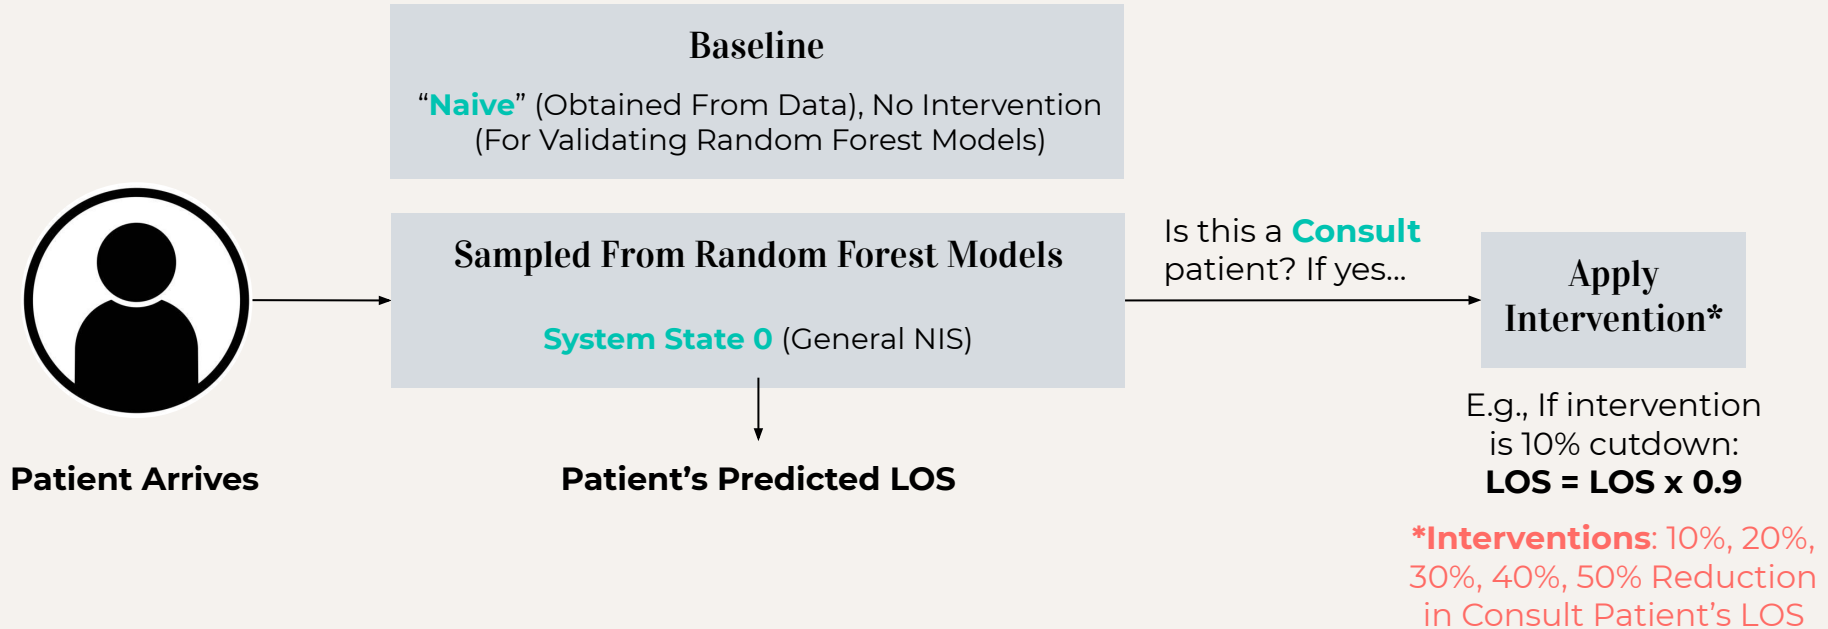 Baseline
“Naive” (Obtained From Data), No Intervention
(For Validating Random Forest Models)
Sampled From Random Forest Models
System State 0 (General NIS)
Patient Arrives
Patient’s Predicted LOS
Is this a Consult
patient? If yes...
Apply
Intervention*
E.g., If intervention
is 10% cutdown:
LOS = LOS x 0.9
*Interventions: 10%, 20%,
30%, 40%, 50% Reduction
in Consult Patient’s LOS